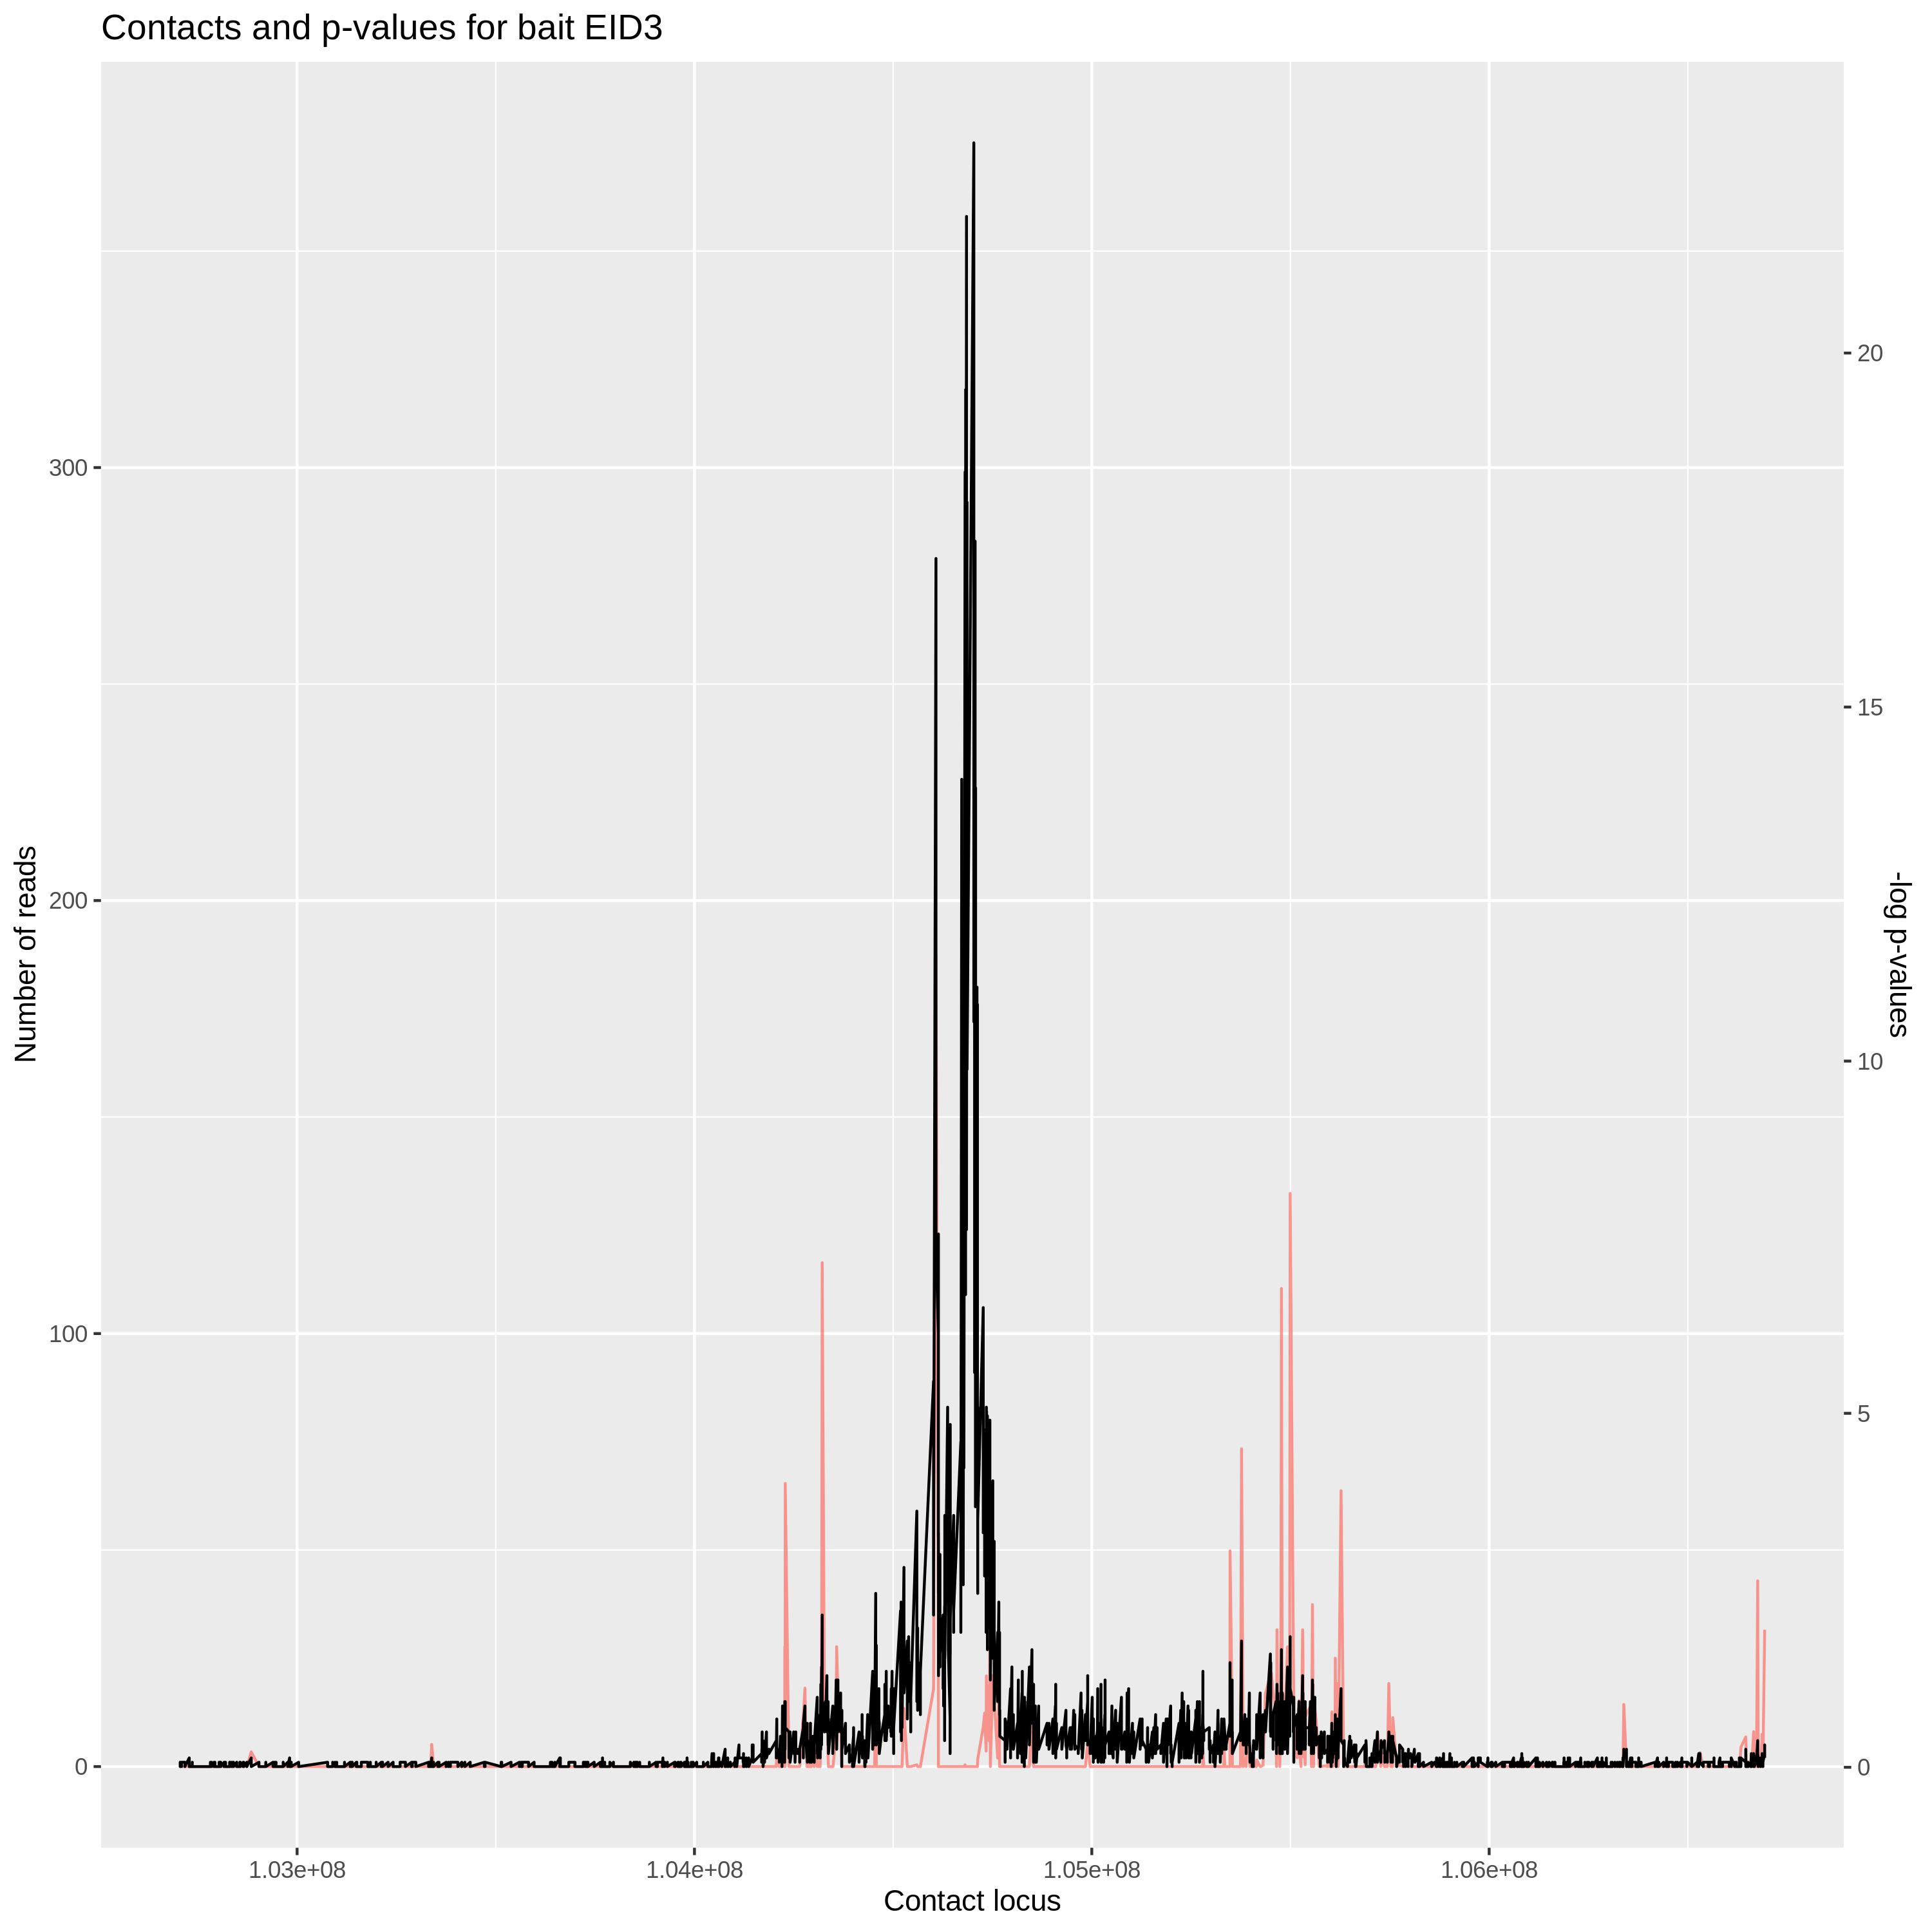 Contacts and p-values for bait EID3
300
200
100
0
Number of reads
20
15
10
5
0
-log p-values
1.03e+08
1.04e+08
1.05e+08
1.06e+08
Contact locus